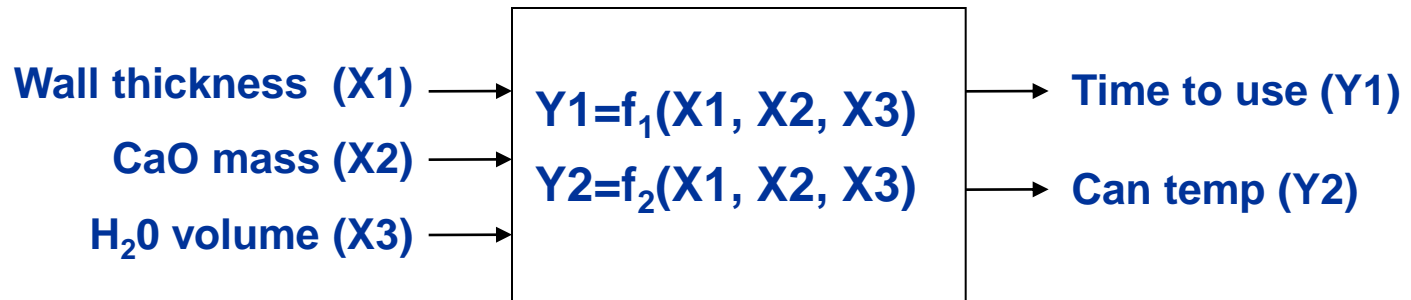 Wall thickness (X1)
CaO mass (X2)
H₂0 volume (X3)
Y1=f₁(X1, X2, X3)
Y2=f₂(X1, X2, X3)
Time to use (Y1)
Can temp (Y2)